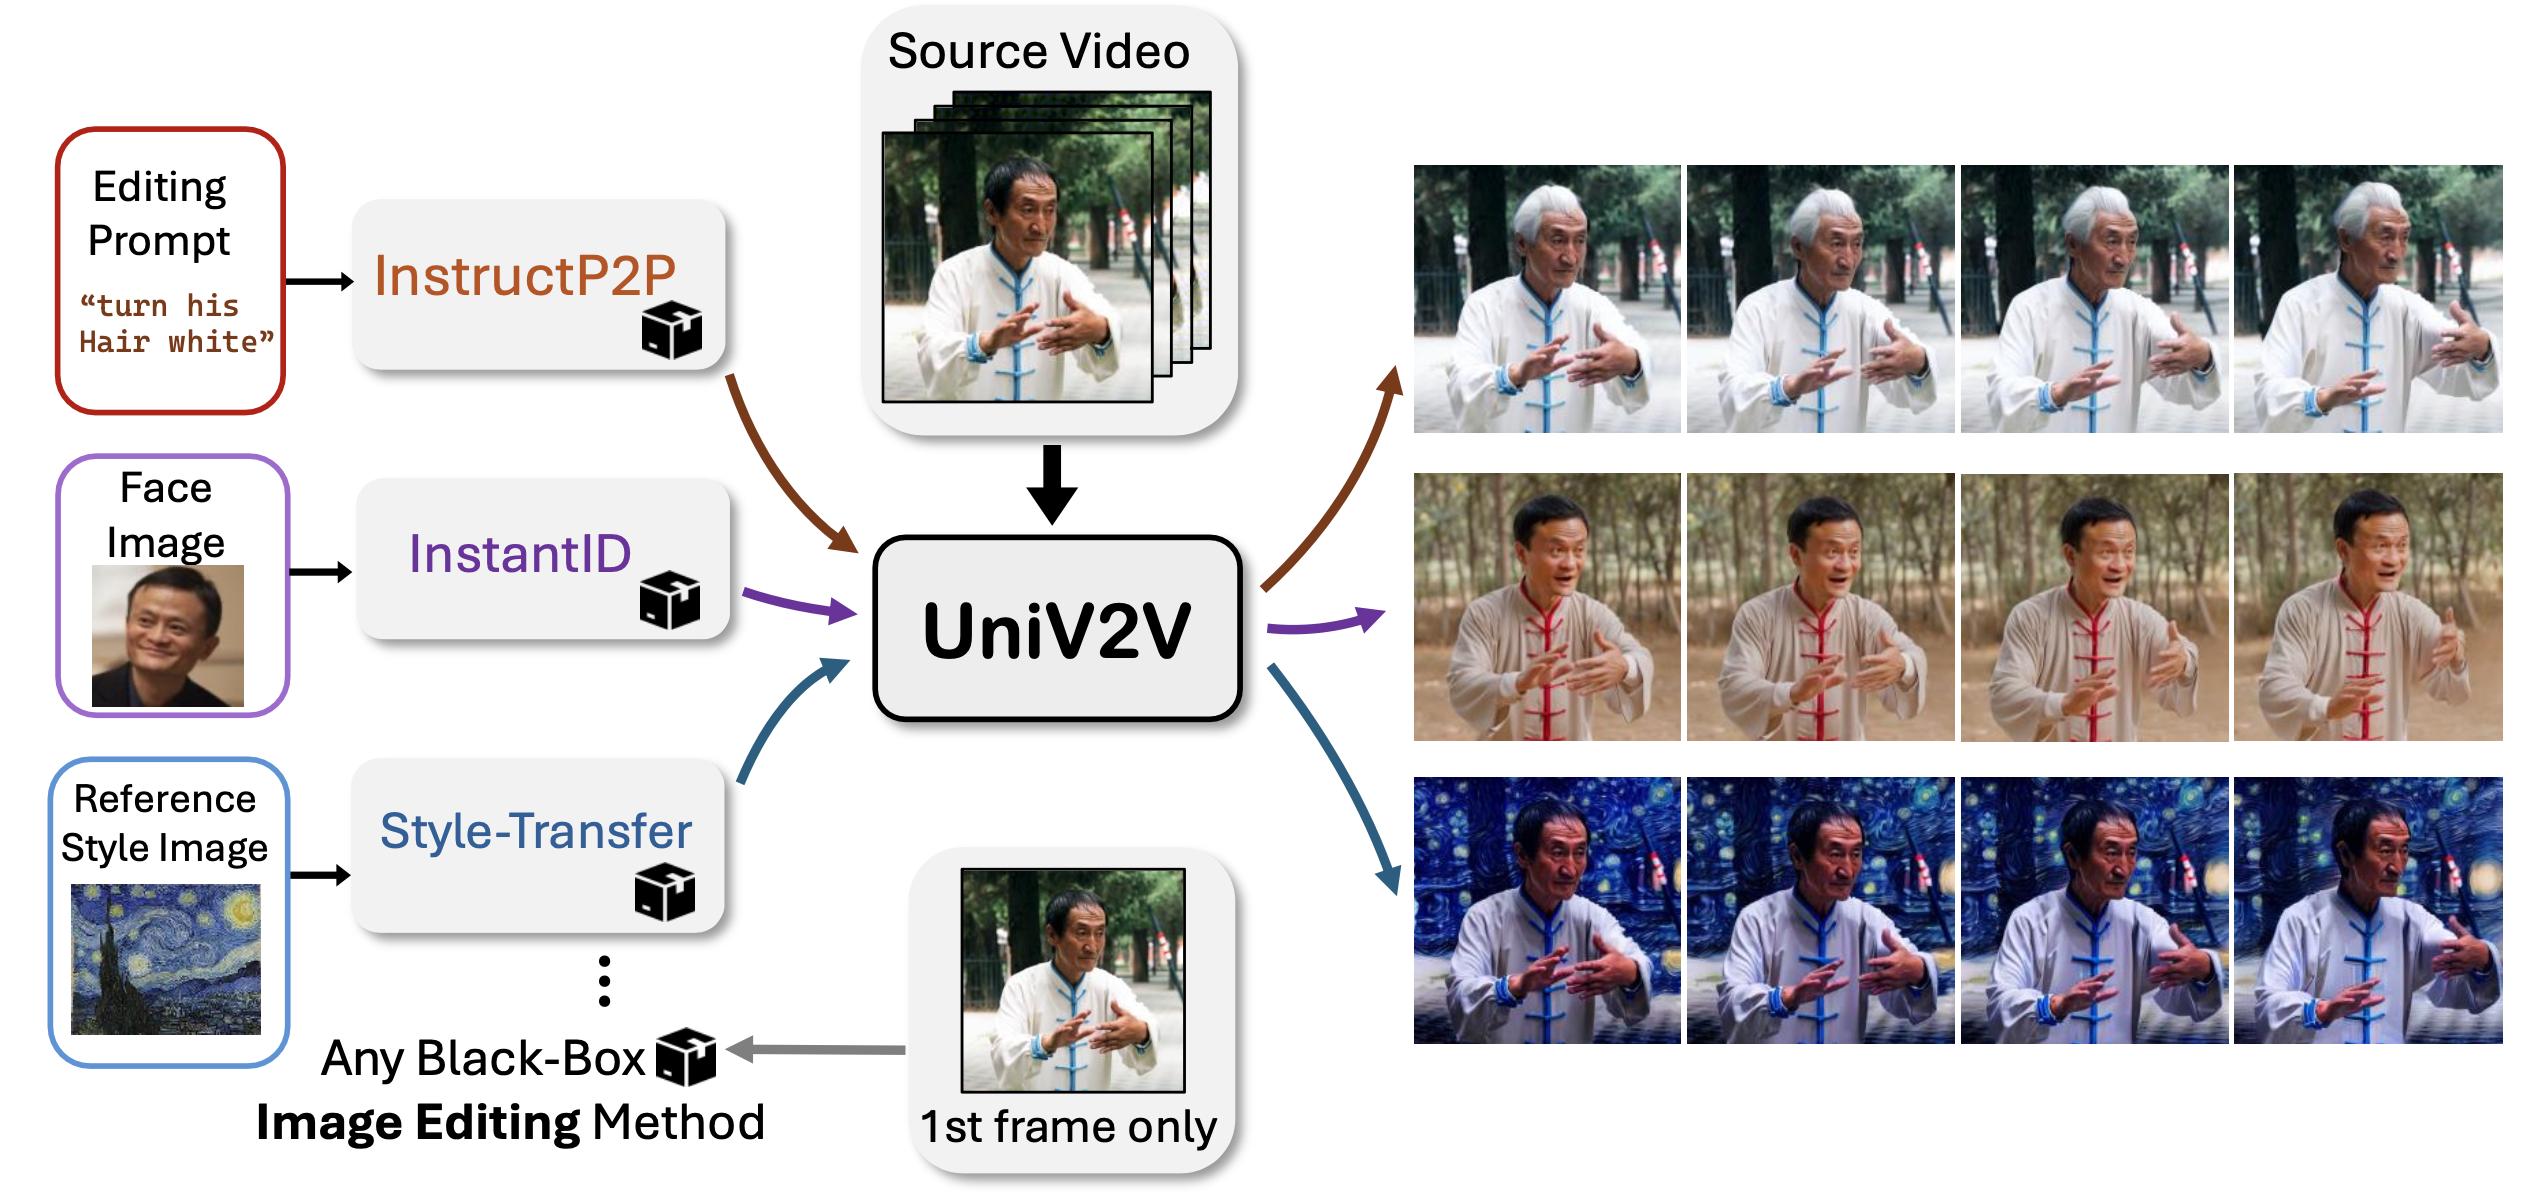 Source Video
Editing
Prompt
“turn his
Hair white”
InstructP2P
Face
Image
InstantID
UniV2V
Reference
Style Image
Style-Transfer
Any Black-Box
Image Editing Method
1st frame only